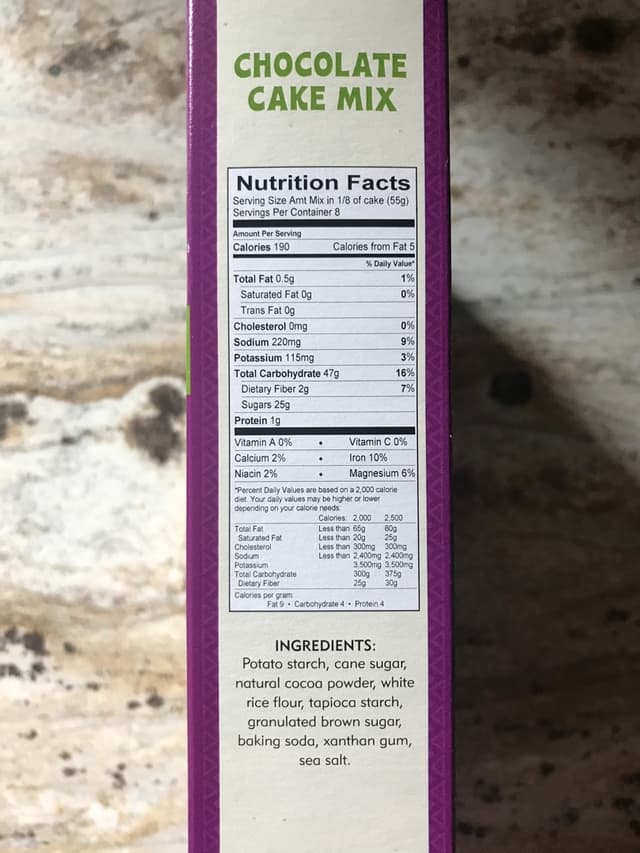 CHOCOLATE
CAKE MIX
Nutrition Facts
Serving Size Amt Mix in 1/8 of cake (55g)
Servings Per Container 8
Amount Per Serving
Calories 190 Calories from Fat 5
% Daily Value*
Total Fat 0.5g 1%
Saturated Fat 0g 0%
Trans Fat 0g
Cholesterol 0mg 0%
Sodium 220mg 9%
Potassium 115mg 3%
Total Carbohydrate 47g 16%
Dietary Fiber 2g 7%
Sugars 25g
Protein 1g
Vitamin A 0% • Vitamin C 0%
Calcium 2% • Iron 10%
Niacin 2% • Magnesium 6%
*Percent Daily Values are based on a 2,000 calorie
diet. Your daily values may be higher or lower
depending on your calorie needs:
Calories: 2,000 2,500
Total Fat Less than 65g 80g
Saturated Fat Less than 20g 25g
Cholesterol Less than 300mg 300mg
Sodium Less than 2,400mg 2,400mg
Potassium 3,500mg 3,500mg
Total Carbohydrate 300g 375g
Dietary Fiber 25g 30g
Calories per gram:
Fat 9 • Carbohydrate 4 • Protein 4
INGREDIENTS:
Potato starch, cane sugar,
natural cocoa powder, white
rice flour, tapioca starch,
granulated brown sugar,
baking soda, xanthan gum,
sea salt.